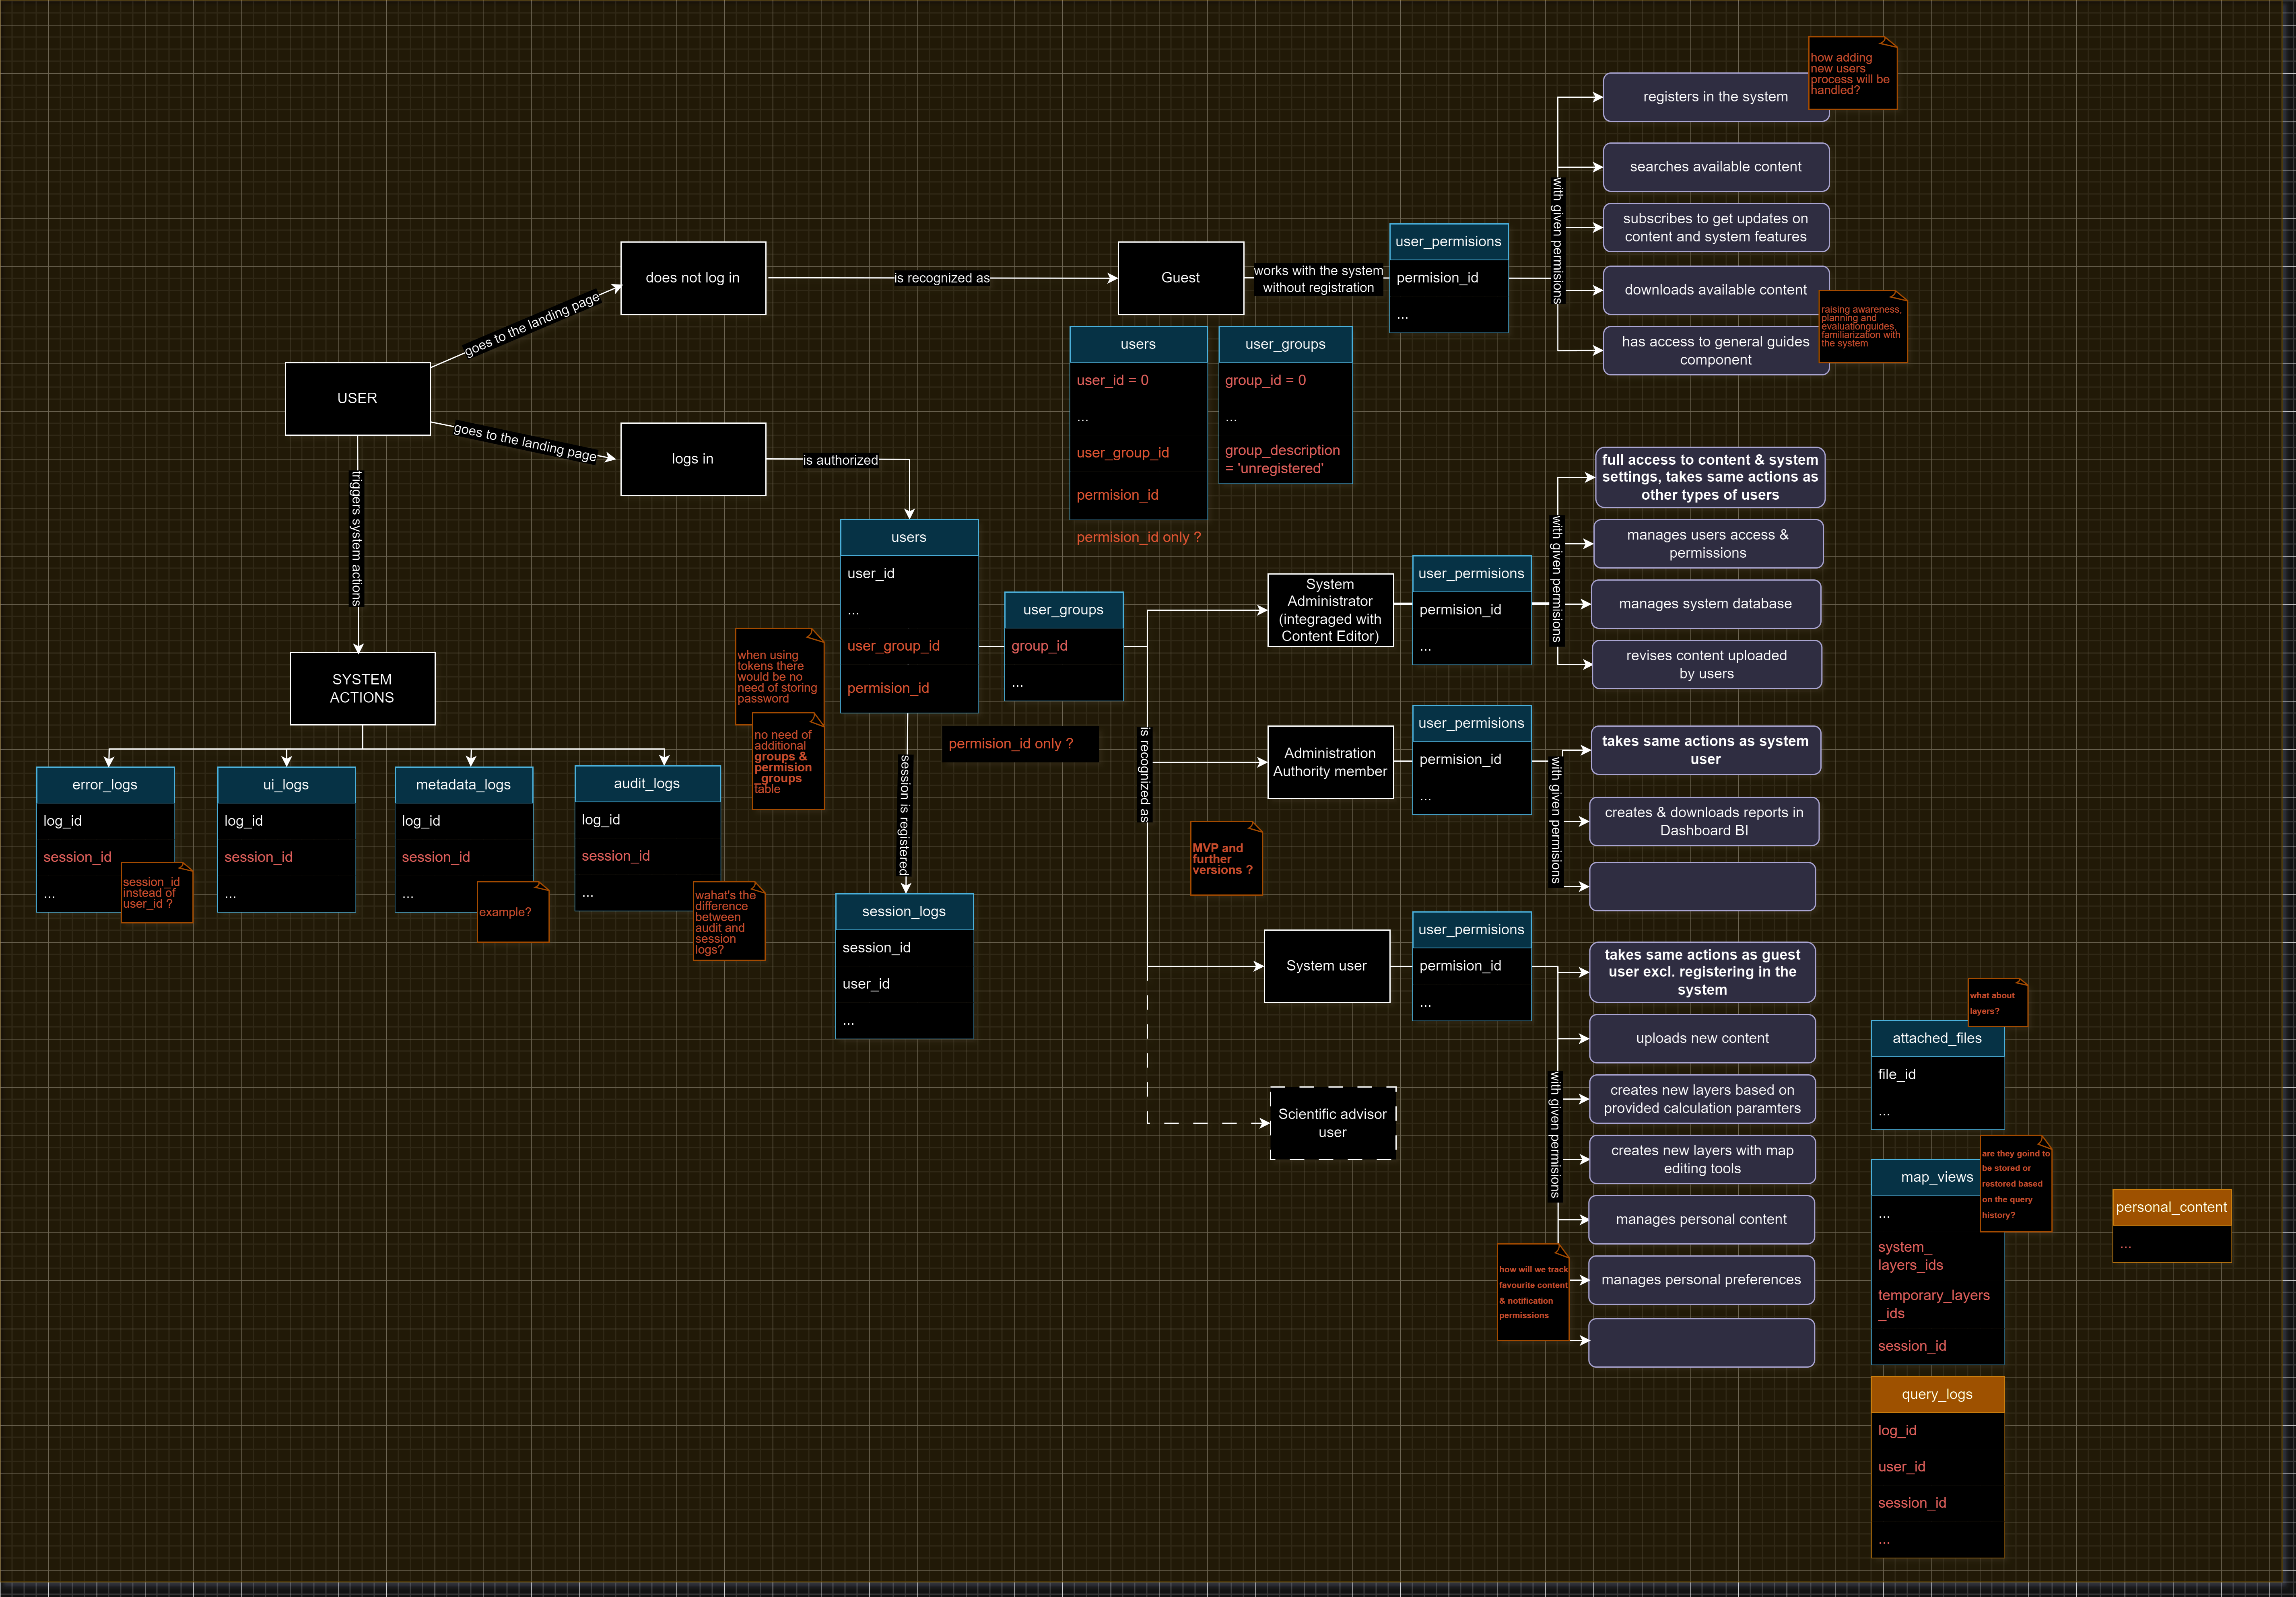 how adding
new users
process will be
handled?
registers in the system
searches available content
with given permisions
subscribes to get updates on
content and system features
does not log in
is recognized as
Guest
works with the system
without registration
user_permisions
permision_id
...
downloads available content
raising awareness,
planning and
evaluationguides,
familiarization with
the system
has access to general guides
component
goes to the landing page
USER
goes to the landing page
logs in
is authorized
users
user_id = 0
...
user_group_id
permision_id
permision_id only ?
user_groups
group_id = 0
...
group_description
= 'unregistered'
triggers system actions
SYSTEM
ACTIONS
error_logs
log_id
session_id
...
session_id
instead of
user_id ?
ui_logs
log_id
session_id
...
metadata_logs
log_id
session_id
...
example?
audit_logs
log_id
session_id
...
wahat's the
difference
between
audit and
session
logs?
when using
tokens there
would be no
need of storing
password
no need of
additional
groups &
permision
_groups
table
users
user_id
...
user_group_id
permision_id
user_groups
group_id
...
permision_id only ?
session is registered
session_logs
session_id
user_id
...
is recognized as
MVP and
further
versions ?
System
Administrator
(integraged with
Content Editor)
user_permisions
permision_id
...
with given permisions
full access to content & system
settings, takes same actions as
other types of users
manages users access &
permissions
manages system database
revises content uploaded
by users
Administration
Authority member
user_permisions
permision_id
...
with given permisions
takes same actions as system
user
creates & downloads reports in
Dashboard BI
System user
user_permisions
permision_id
...
with given permisions
takes same actions as guest
user excl. registering in the
system
uploads new content
creates new layers based on
provided calculation paramters
creates new layers with map
editing tools
manages personal content
manages personal preferences
how will we track
favourite content
& notification
permissions
Scientific advisor
user
what about
layers?
attached_files
file_id
...
are they goind to
be stored or
restored based
on the query
history?
map_views
...
system_
layers_ids
temporary_layers
_ids
session_id
personal_content
...
query_logs
log_id
user_id
session_id
...